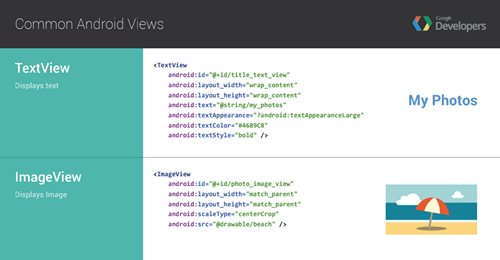 Common Android Views
Google
Developers
TextView
Displays text
<TextView
android:id="@+id/title_text_view"
android:layout_width="wrap_content"
android:layout_height="wrap_content"
android:text="@string/my_photos"
android:textAppearance="?android:textAppearanceLarge"
android:textColor="#4689C8"
android:textStyle="bold" />
My Photos
ImageView
Displays Image
<ImageView
android:id="@+id/photo_image_view"
android:layout_width="match_parent"
android:layout_height="match_parent"
android:scaleType="centerCrop"
android:src="@drawable/beach" />